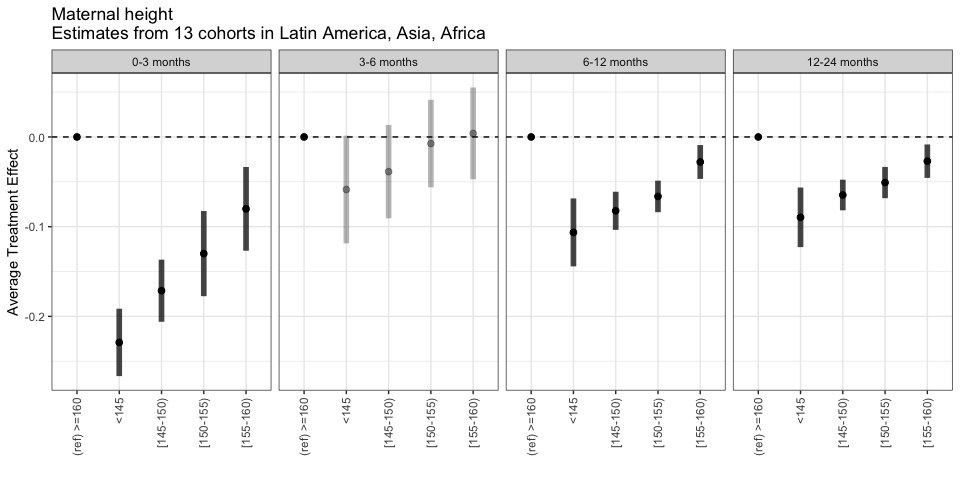 Maternal height
Estimates from 13 cohorts in Latin America, Asia, Africa
0-3 months
3-6 months
6-12 months
12-24 months
Average Treatment Effect
0.0
-0.1
-0.2
(ref) >=160
<145
[145-150)
[150-155)
[155-160)
(ref) >=160
<145
[145-150)
[150-155)
[155-160)
(ref) >=160
<145
[145-150)
[150-155)
[155-160)
(ref) >=160
<145
[145-150)
[150-155)
[155-160)